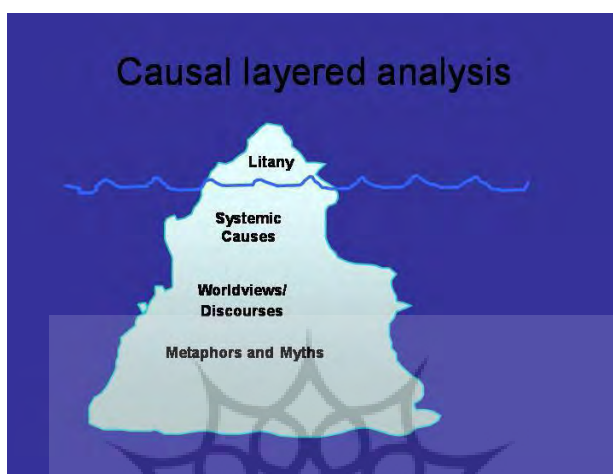 Causal layered analysis
Litany
Systemic
Causes
Worldviews/
Discourses
Metaphors and Myths